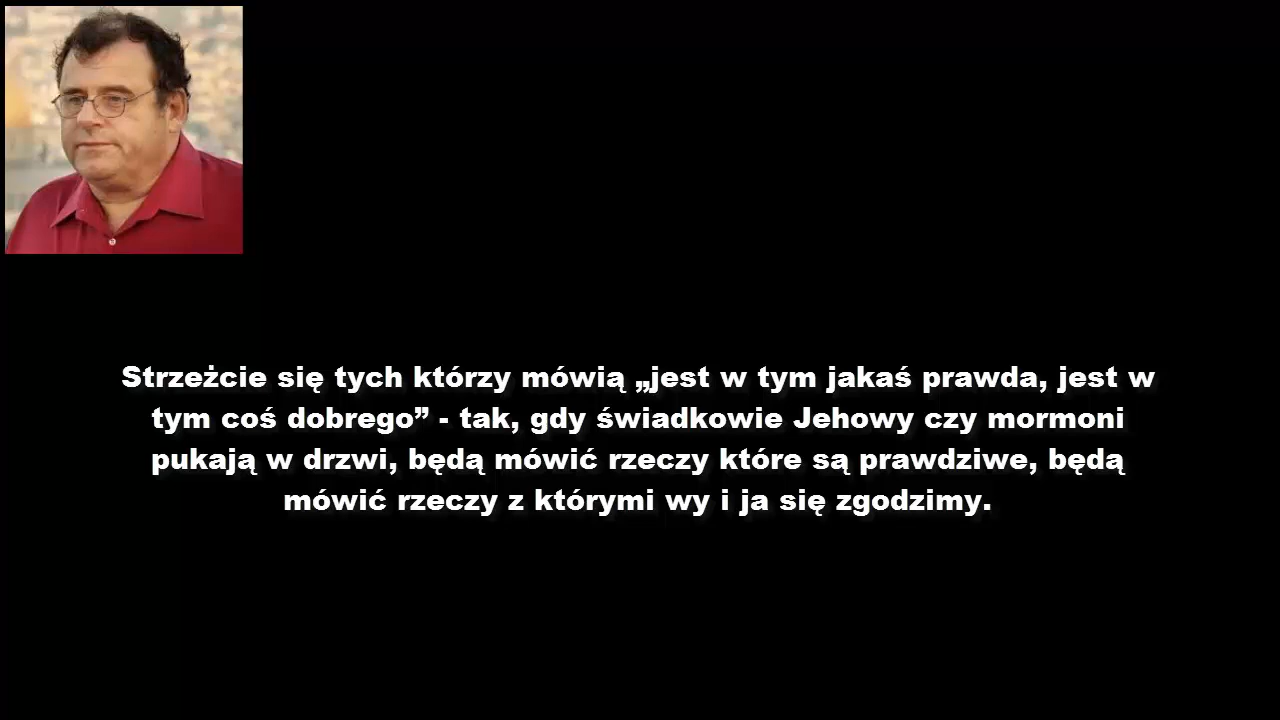 Strzeżcie się tych którzy mówią „jest w tym jakaś prawda, jest w
tym coś dobrego” - tak, gdy świadkowie Jehowy czy mormoni
pukają w drzwi, będą mówić rzeczy które są prawdziwe, będą
mówić rzeczy z którymi wy i ja się zgodzimy.